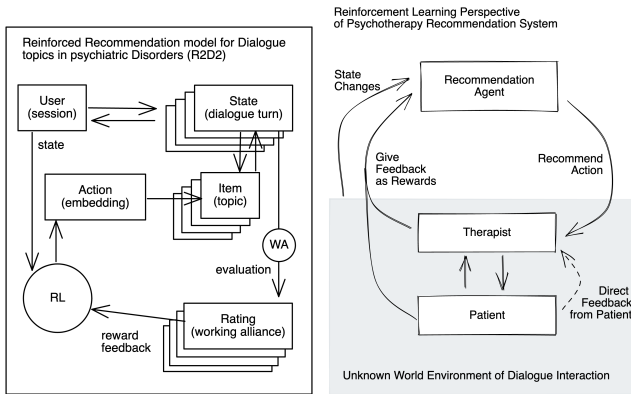 Reinforced Recommendation model for Dialogue
topics in psychiatric Disorders (R2D2)
User
(session)
State
(dialogue turn)
state
Action
(embedding)
Item
(topic)
WA
evaluation
RL
reward
feedback
Rating
(working alliance)
Reinforcement Learning Perspective
of Psychotherapy Recommendation System
State
Changes
Recommendation
Agent
Give
Feedback
as Rewards
Recommend
Action
Therapist
Direct
Feedback
from Patient
Patient
Unknown World Environment of Dialogue Interaction